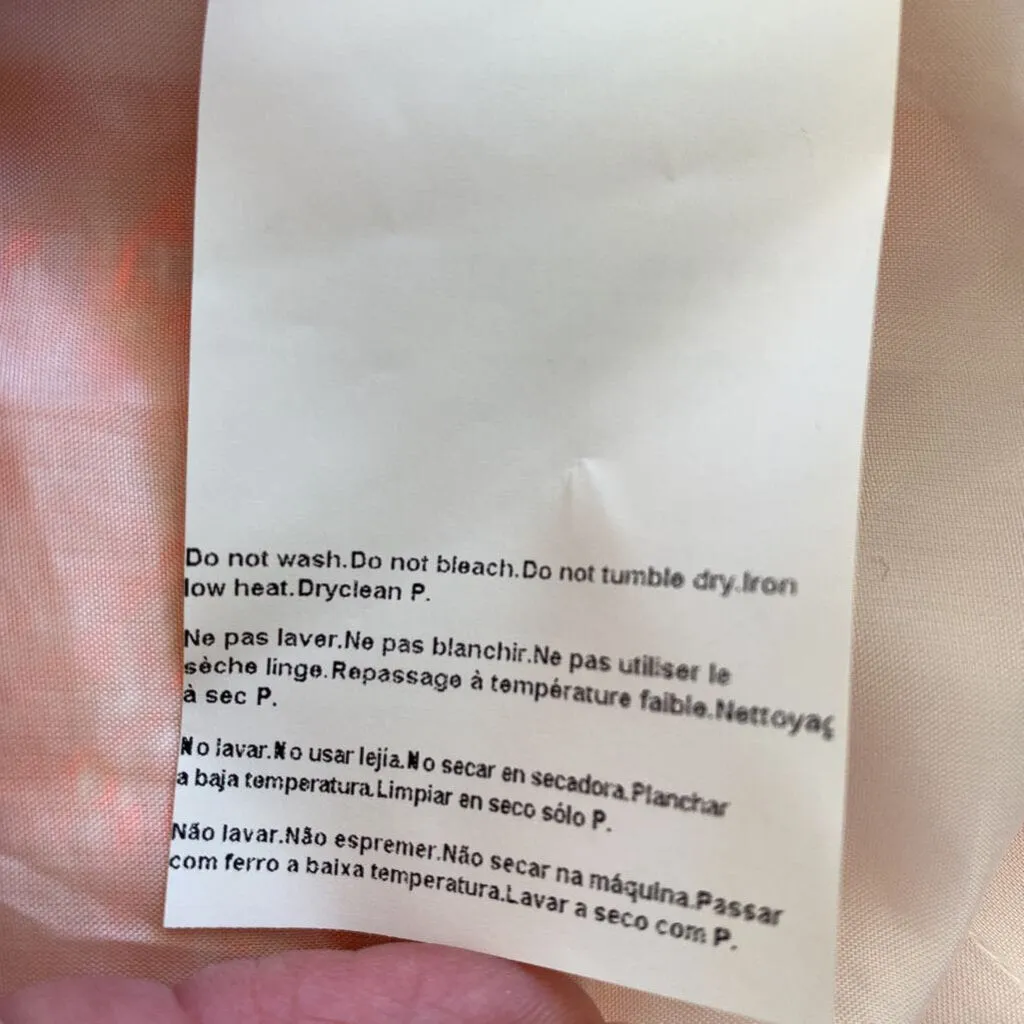 Do not wash.Do not bleach.Do not tumble dry.Iron
low heat.Dryclean P.
Ne pas laver.Ne pas blanchir.Ne pas utiliser le
sèche linge.Repassage à température faible.Nettoyag
à sec P.
No lavar.No usar lejía.No secar en secadora.Planchar
a baja temperatura.Limpiar en seco sólo P.
Não lavar.Não espremer.Não secar na máquina.Passar
com ferro a baixa temperatura.Lavar a seco com P.